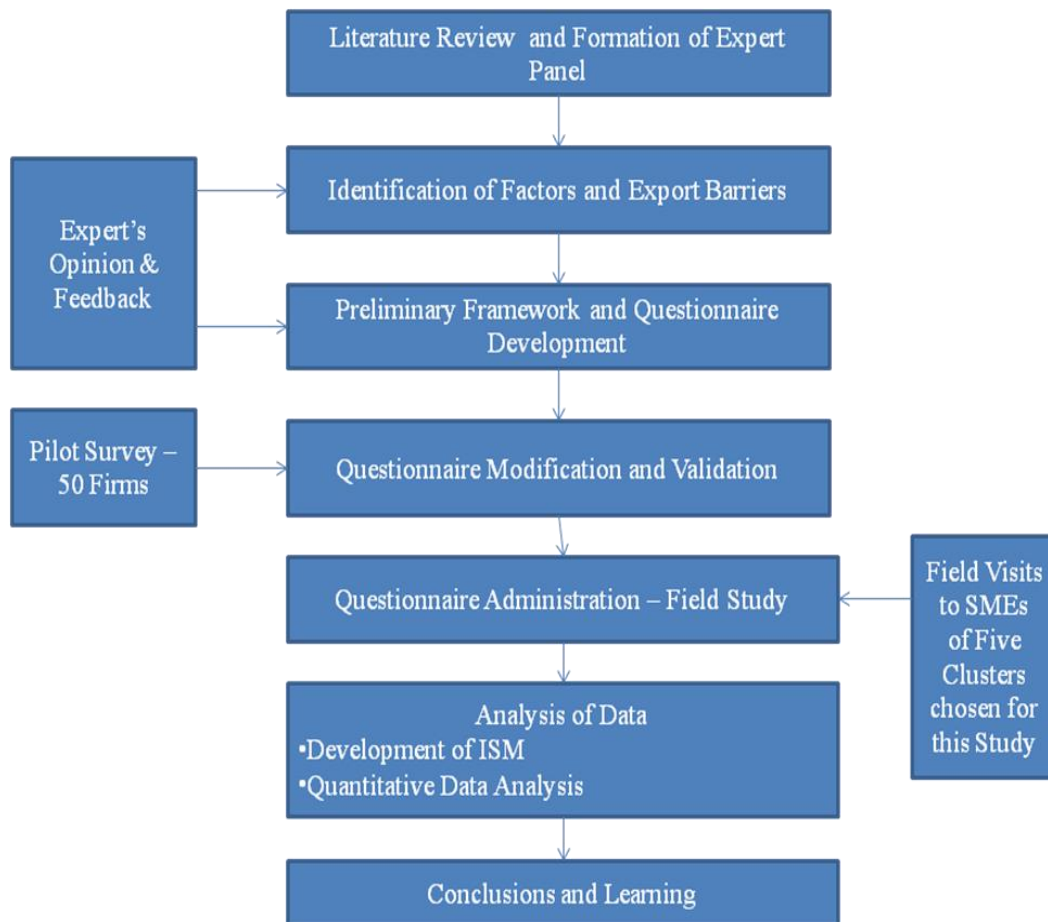 Literature Review and Formation of Expert
Panel
Identification of Factors and Export Barriers
Expert’s
Opinion &
Feedback
Preliminary Framework and Questionnaire
Development
Pilot Survey –
50 Firms
Questionnaire Modification and Validation
Questionnaire Administration – Field Study
Field Visits
to SMEs
of Five
Clusters
chosen for
this Study
Analysis of Data
•Development of ISM
•Quantitative Data Analysis
Conclusions and Learning